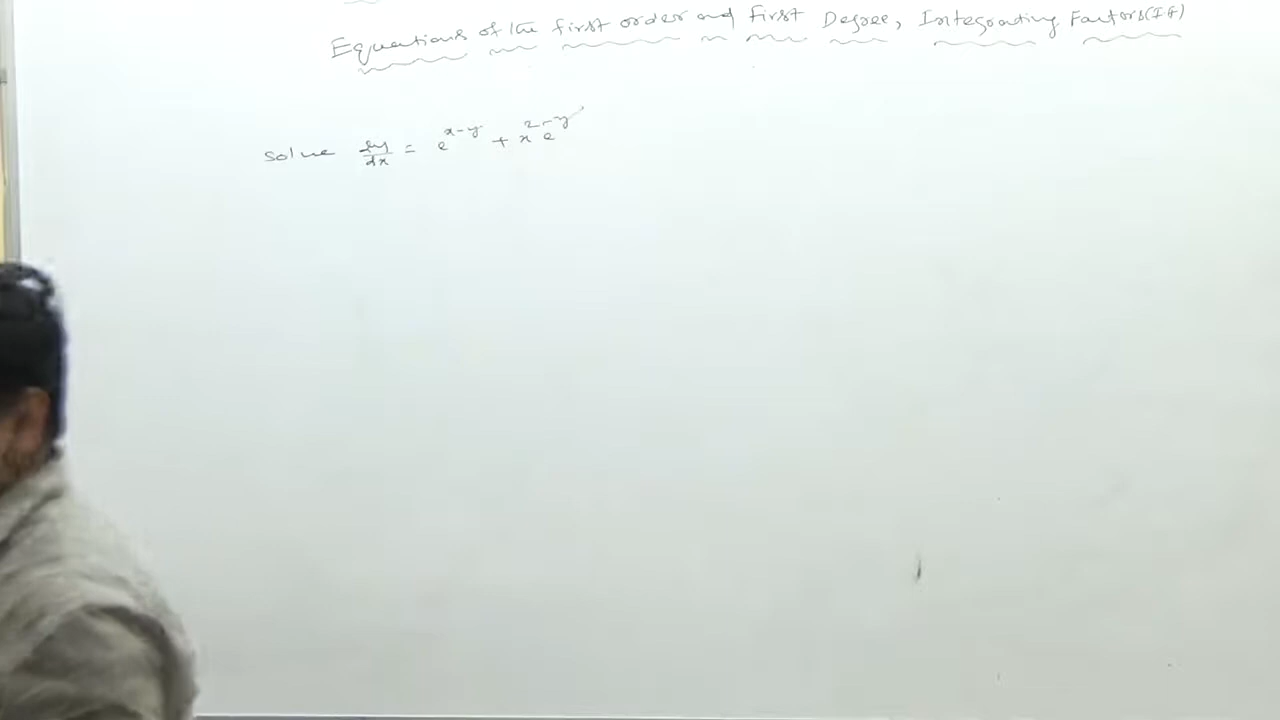 Equations of the first order and first Degree, Integrating Factors(I.F)
solve dy/dx = e^{x-y} + x^2 e^{-y}